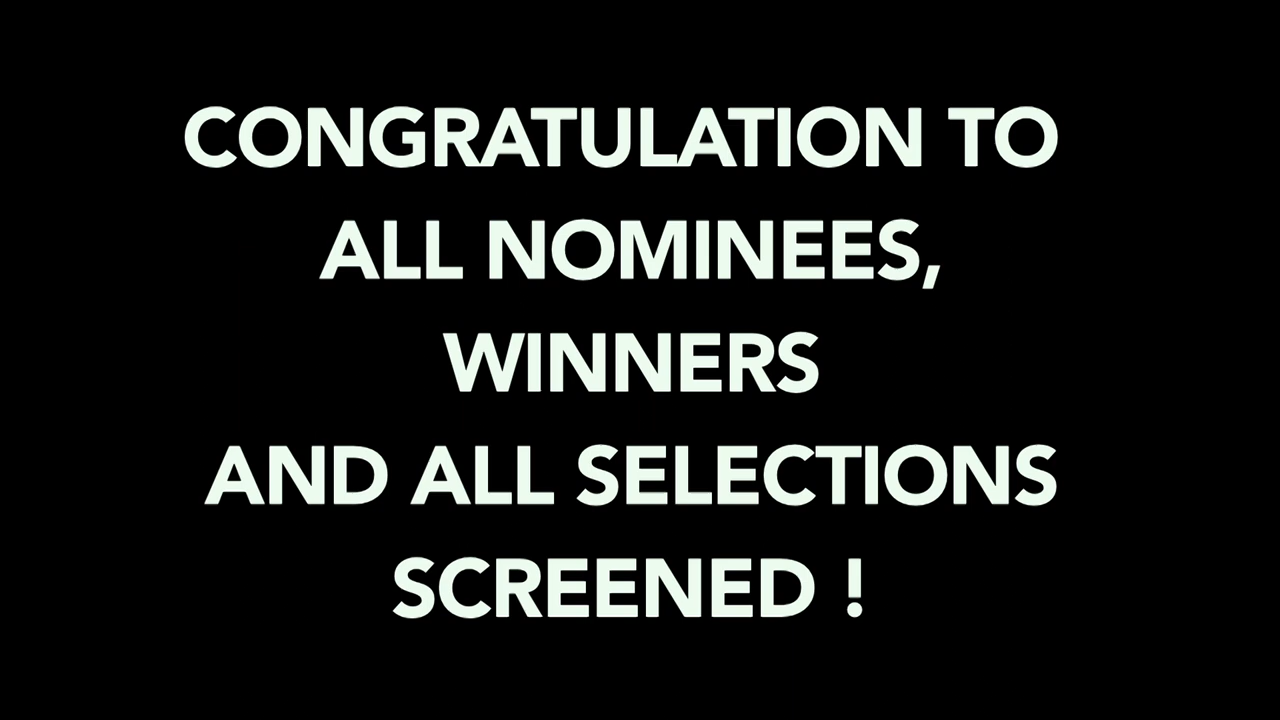 CONGRATULATION TO
ALL NOMINEES,
WINNERS
AND ALL SELECTIONS
SCREENED !